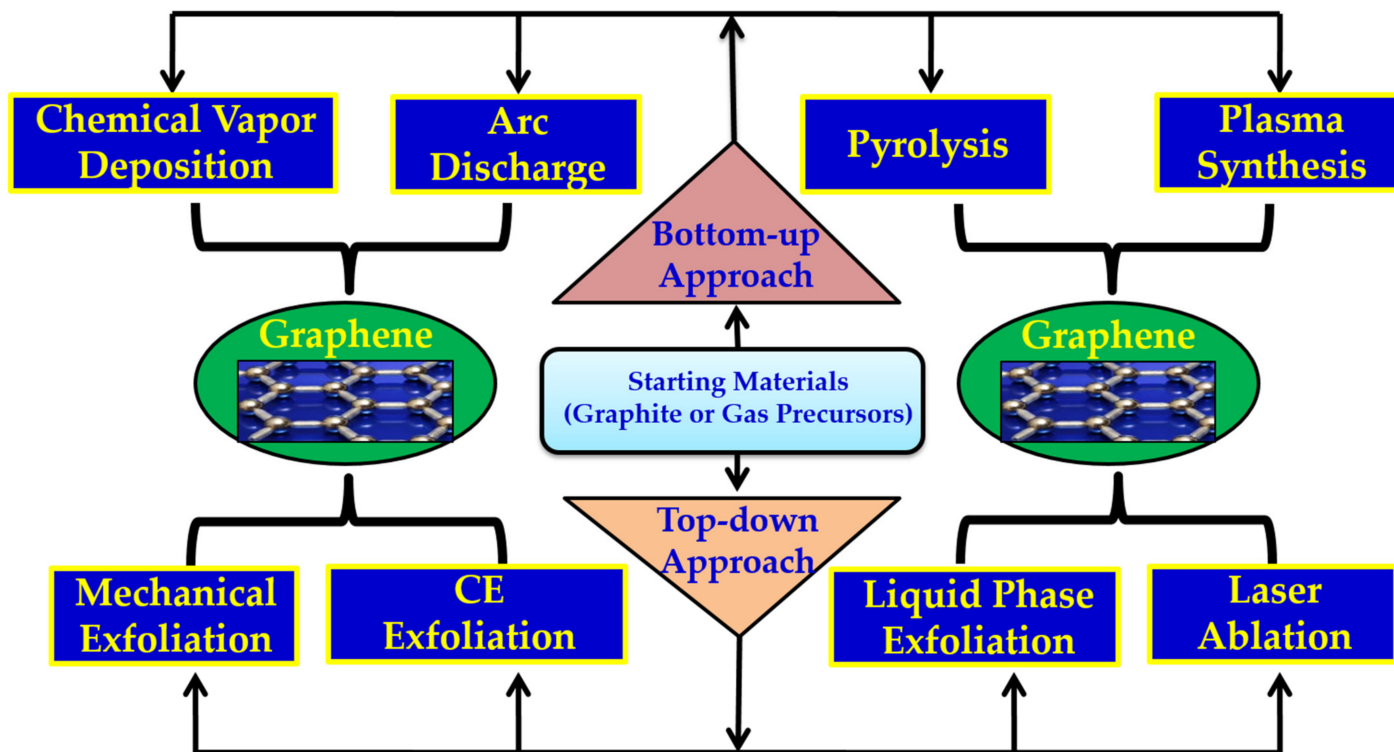 Chemical Vapor
Deposition
Arc
Discharge
Pyrolysis
Plasma
Synthesis
Bottom-up
Approach
Graphene
Starting Materials
(Graphite or Gas Precursors)
Graphene
Top-down
Approach
Mechanical
Exfoliation
CE
Exfoliation
Liquid Phase
Exfoliation
Laser
Ablation